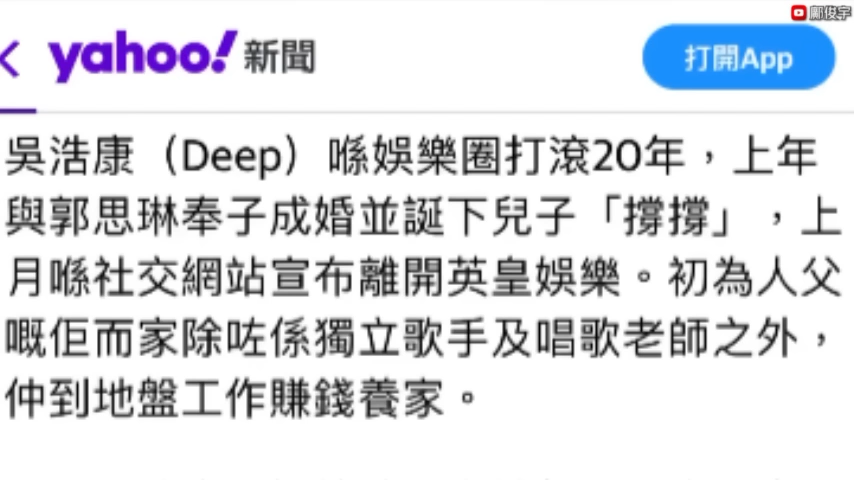 鄺俊宇
yahoo!新聞
打開App
吳浩康（Deep）喺娛樂圈打滾20年，上年
與郭思琳奉子成婚並誕下兒子「撐撐」，上
月喺社交網站宣布離開英皇娛樂。初為人父
嘅佢而家除咗係獨立歌手及唱歌老師之外，
仲到地盤工作賺錢養家。